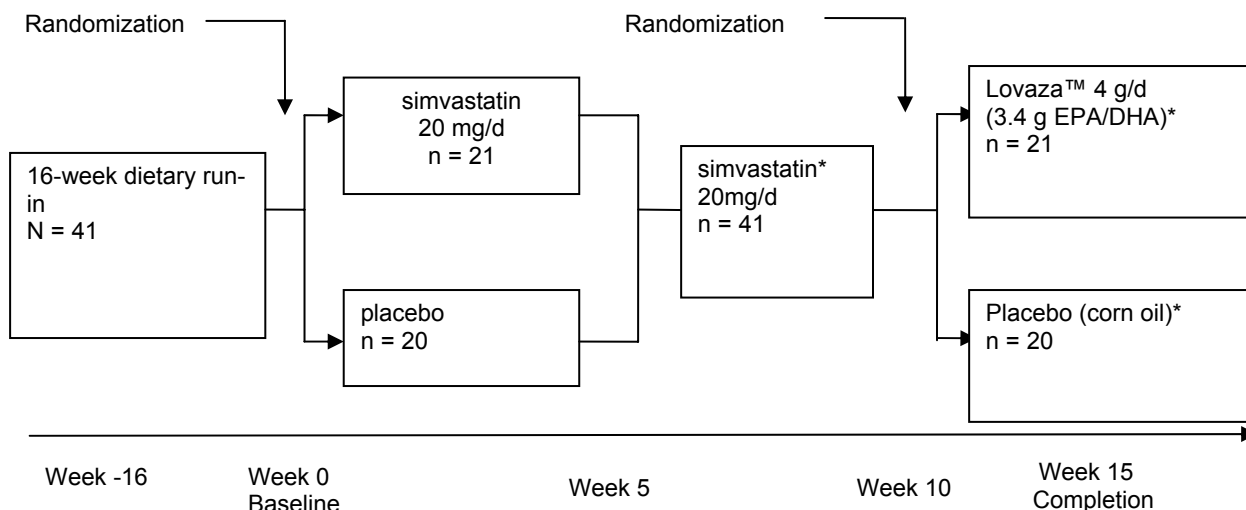 Randomization
Randomization
simvastatin
20 mg/d
n = 21
Lovaza™ 4 g/d
(3.4 g EPA/DHA)*
n = 21
16-week dietary run-
in
N = 41
simvastatin*
20mg/d
n = 41
placebo
n = 20
Placebo (corn oil)*
n = 20
Week -16
Week 0
Baseline
Week 5
Week 10
Week 15
Completion